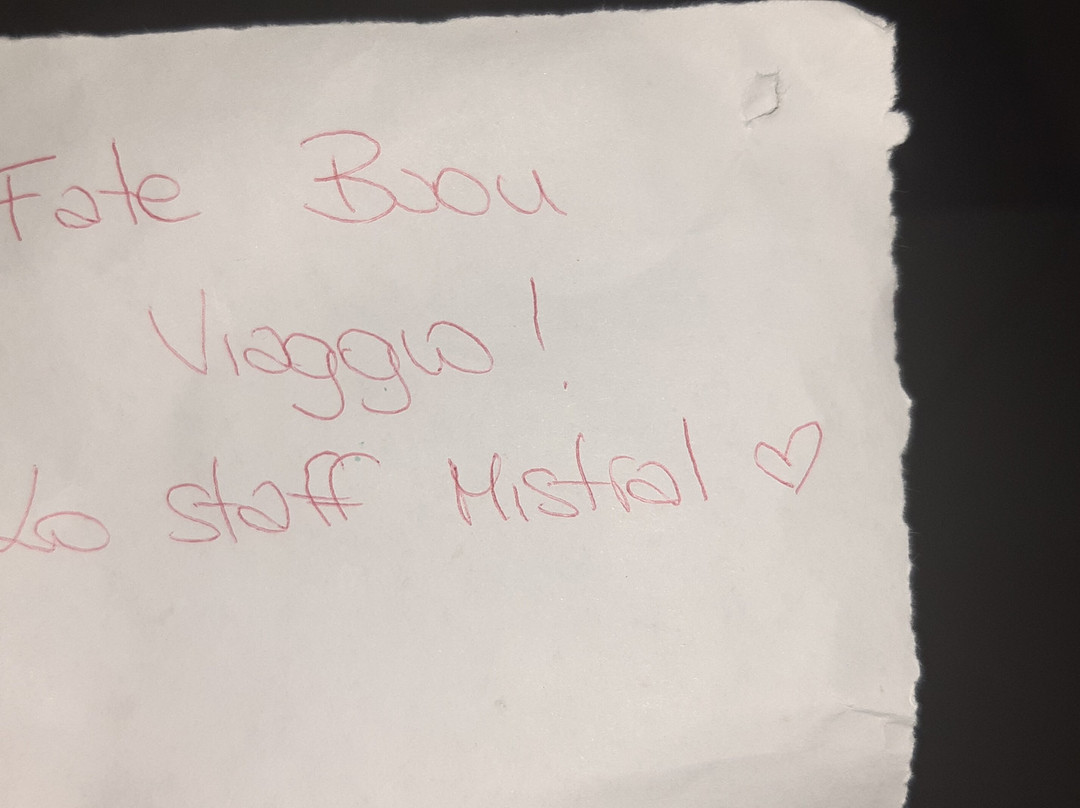 Fate Buon
Viaggio!
Lo staff Mistral ♡